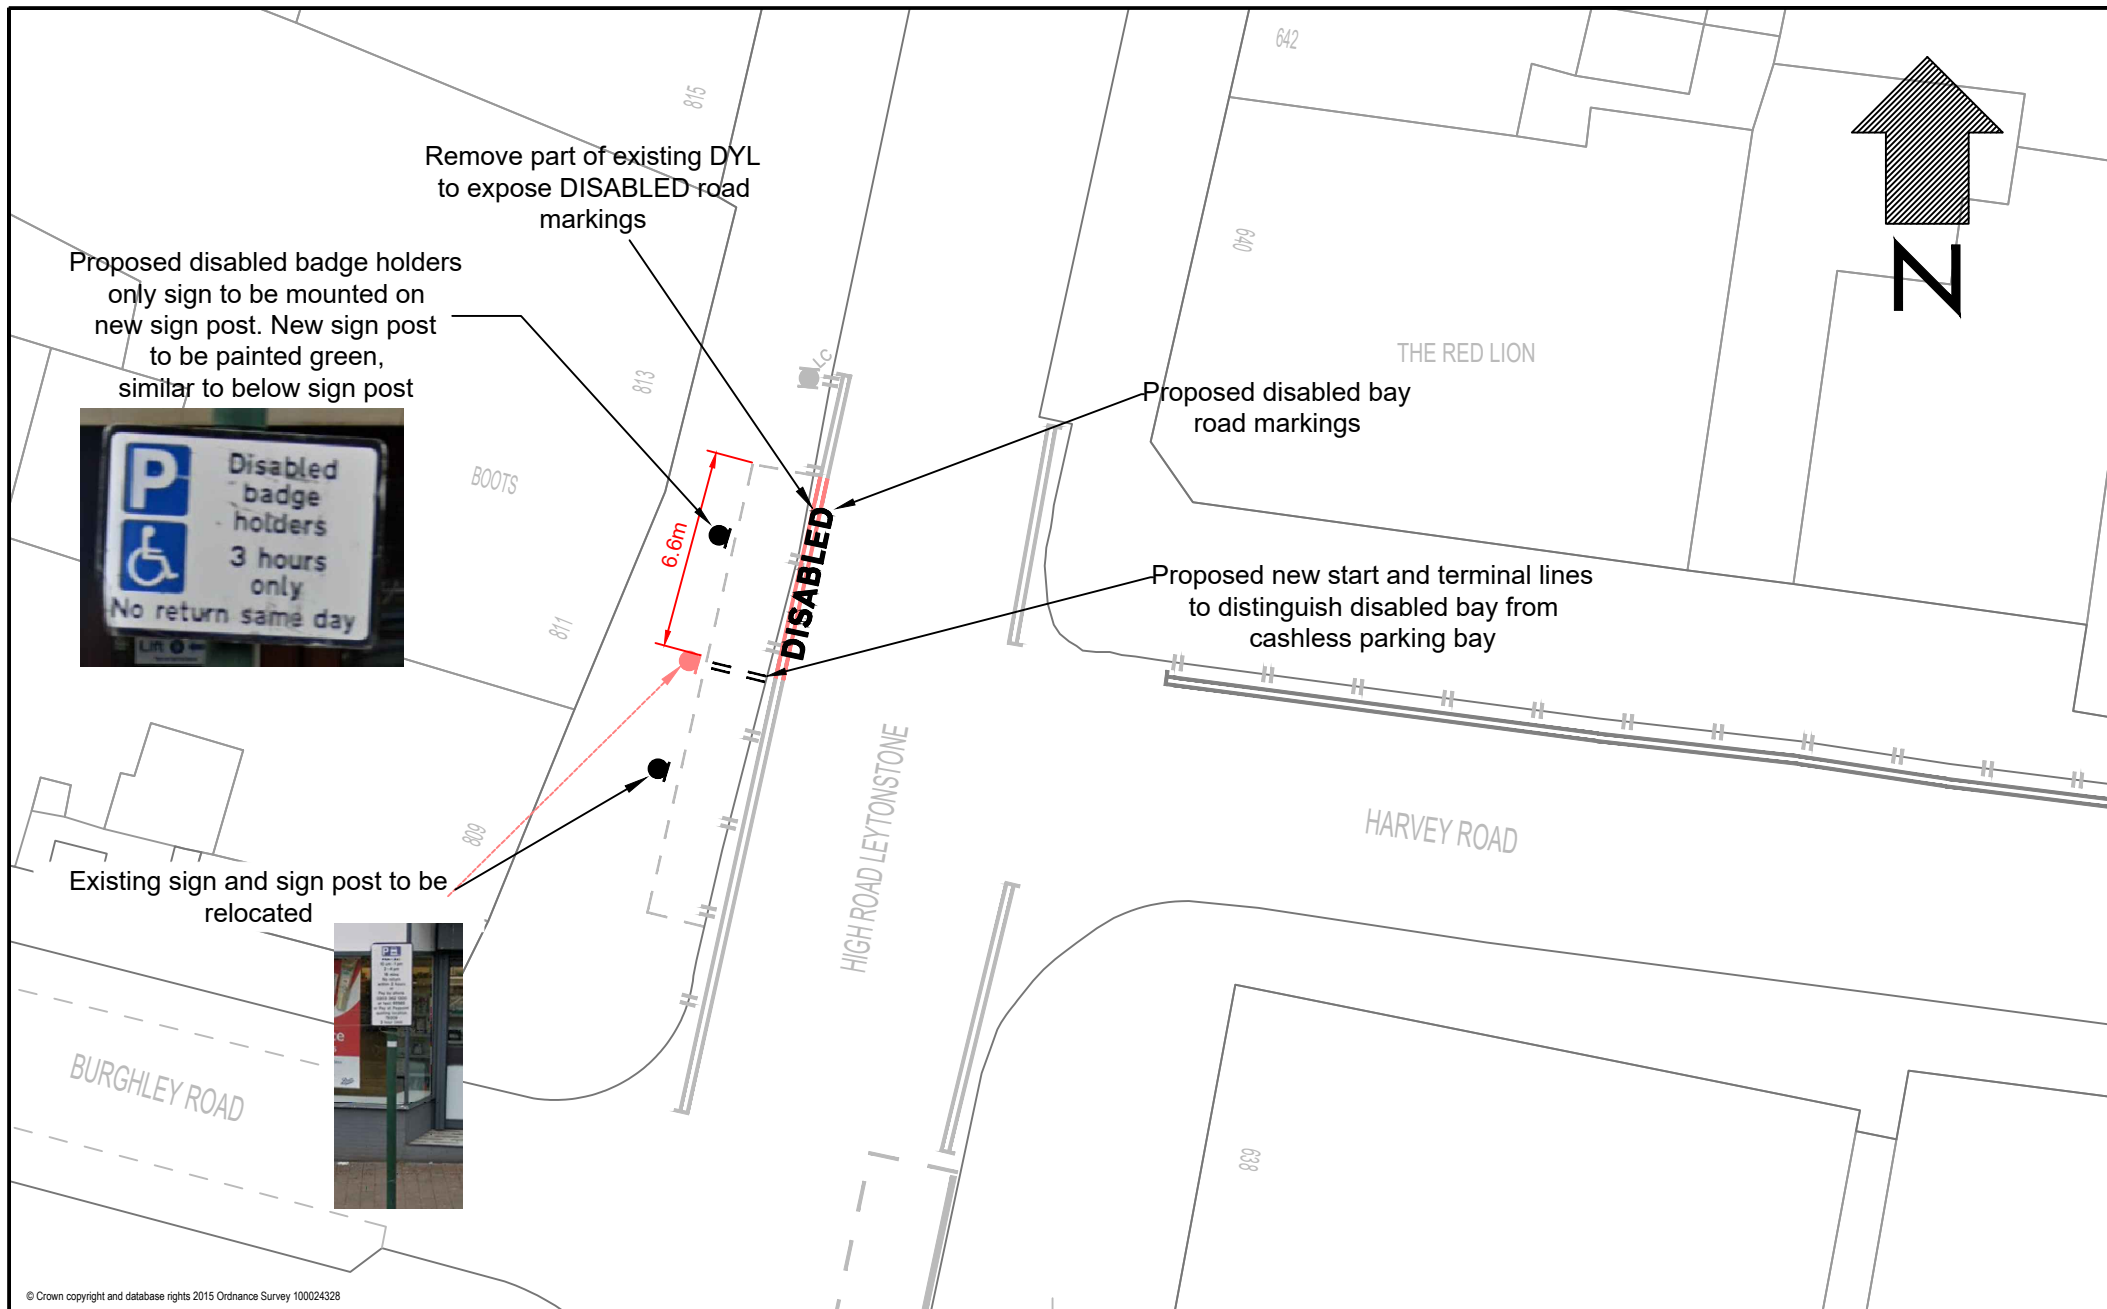 642
815
Remove part of existing DYL
to expose DISABLED road
markings
640
Proposed disabled badge holders
only sign to be mounted on
new sign post. New sign post
to be painted green,
similar to below sign post
N
THE RED LION
LC
813
Proposed disabled bay
road markings
P
Disabled
badge
holders
3 hours
only
No return same day
Lift
BOOTS
6.6m
DISABLED
Proposed new start and terminal lines
to distinguish disabled bay from
cashless parking bay
811
HIGH ROAD LEYTONSTONE
HARVEY ROAD
809
Existing sign and sign post to be
relocated
P
BURGHLEY ROAD
638
© Crown copyright and database rights 2015 Ordnance Survey 100024328